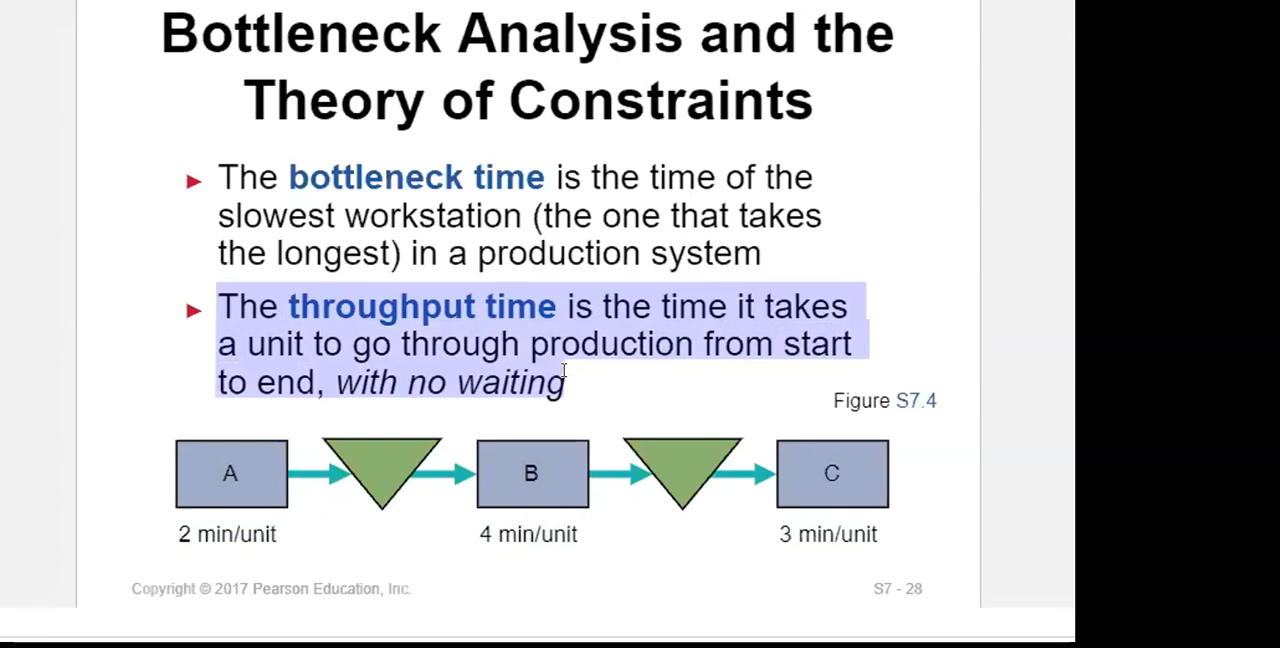 Bottleneck Analysis and the
Theory of Constraints
The bottleneck time is the time of the
slowest workstation (the one that takes
the longest) in a production system
The throughput time is the time it takes
a unit to go through production from start
to end, with no waiting
Figure S7.4
A B C
2 min/unit 4 min/unit 3 min/unit
Copyright © 2017 Pearson Education, Inc. S7 - 28